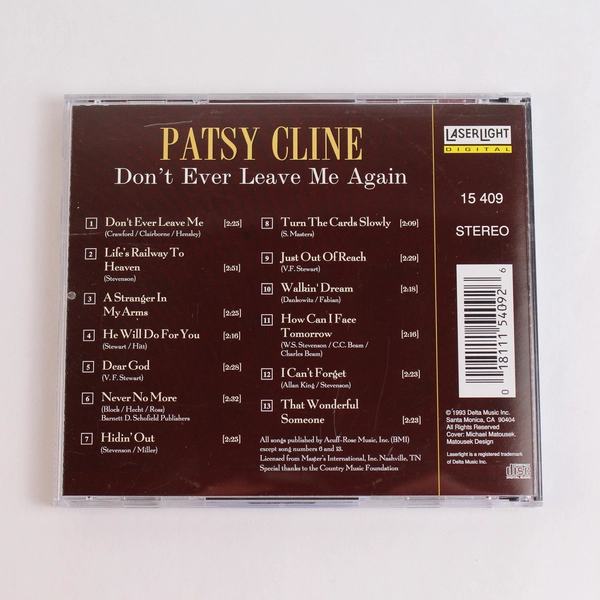 PATSY CLINE
Don't Ever Leave Me Again
1 Don't Ever Leave Me [2:25]
(Crawford / Clairborne / Hensley)
2 Life's Railway To
Heaven [2:51]
(Stevenson)
3 A Stranger In
My Arms [2:25]
4 He Will Do For You [2:16]
(Stewart / Hitt)
5 Dear God [2:28]
(V. F. Stewart)
6 Never No More [2:32]
(Block / Hecht / Ross)
Barnett D. Schofield Publishers
7 Hidin' Out [2:25]
(Stevenson / Miller)
8 Turn The Cards Slowly [2:09]
(S. Masters)
9 Just Out Of Reach [2:29]
(V.F. Stewart)
10 Walkin' Dream [2:18]
(Dankowitz / Fabian)
11 How Can I Face
Tomorrow [2:16]
(W.S. Stevenson / C.C. Beam /
Charles Beam)
12 I Can't Forget [2:23]
(Allan King / Stevenson)
13 That Wonderful
Someone [2:23]
All songs published by Acuff-Rose Music, Inc. (BMI)
except song numbers 6 and 13.
Licensed from Master's International, Inc. Nashville, TN
Special thanks to the Country Music Foundation
LASERLIGHT
DIGITAL
15 409
STEREO
0 18111 54092 6
© 1993 Delta Music Inc.
Santa Monica, CA 90404
All Rights Reserved
Cover: Michael Matousek,
Matousek Design
Laserlight is a registered trademark
of Delta Music Inc.
disc
DIGITAL AUDIO